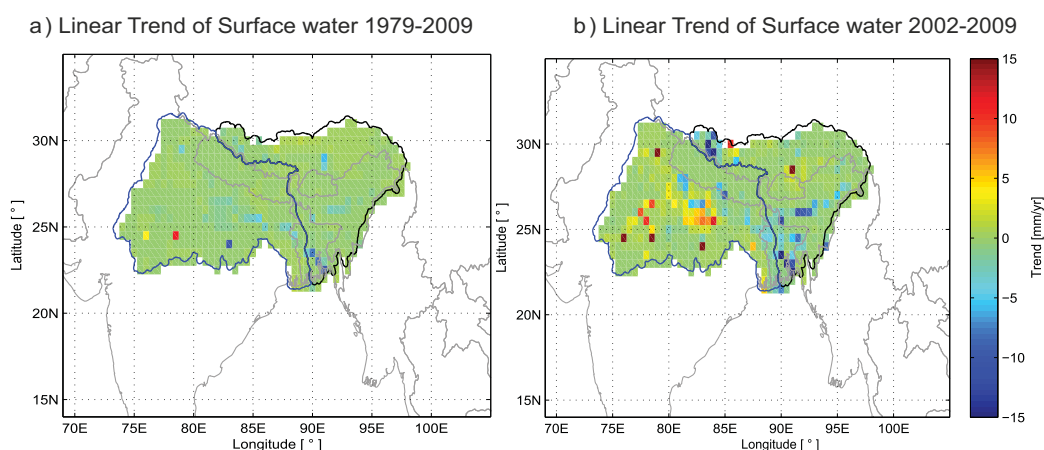 a) Linear Trend of Surface water 1979-2009
b) Linear Trend of Surface water 2002-2009
30N
25N
20N
15N
Latitude [ ° ]
70E 75E 80E 85E 90E 95E 100E
Longitude [ ° ]
30N
25N
20N
15N
Latitude [ ° ]
70E 75E 80E 85E 90E 95E 100E
Longitude [ ° ]
15
10
5
0
−5
−10
−15
Trend [mm/yr]